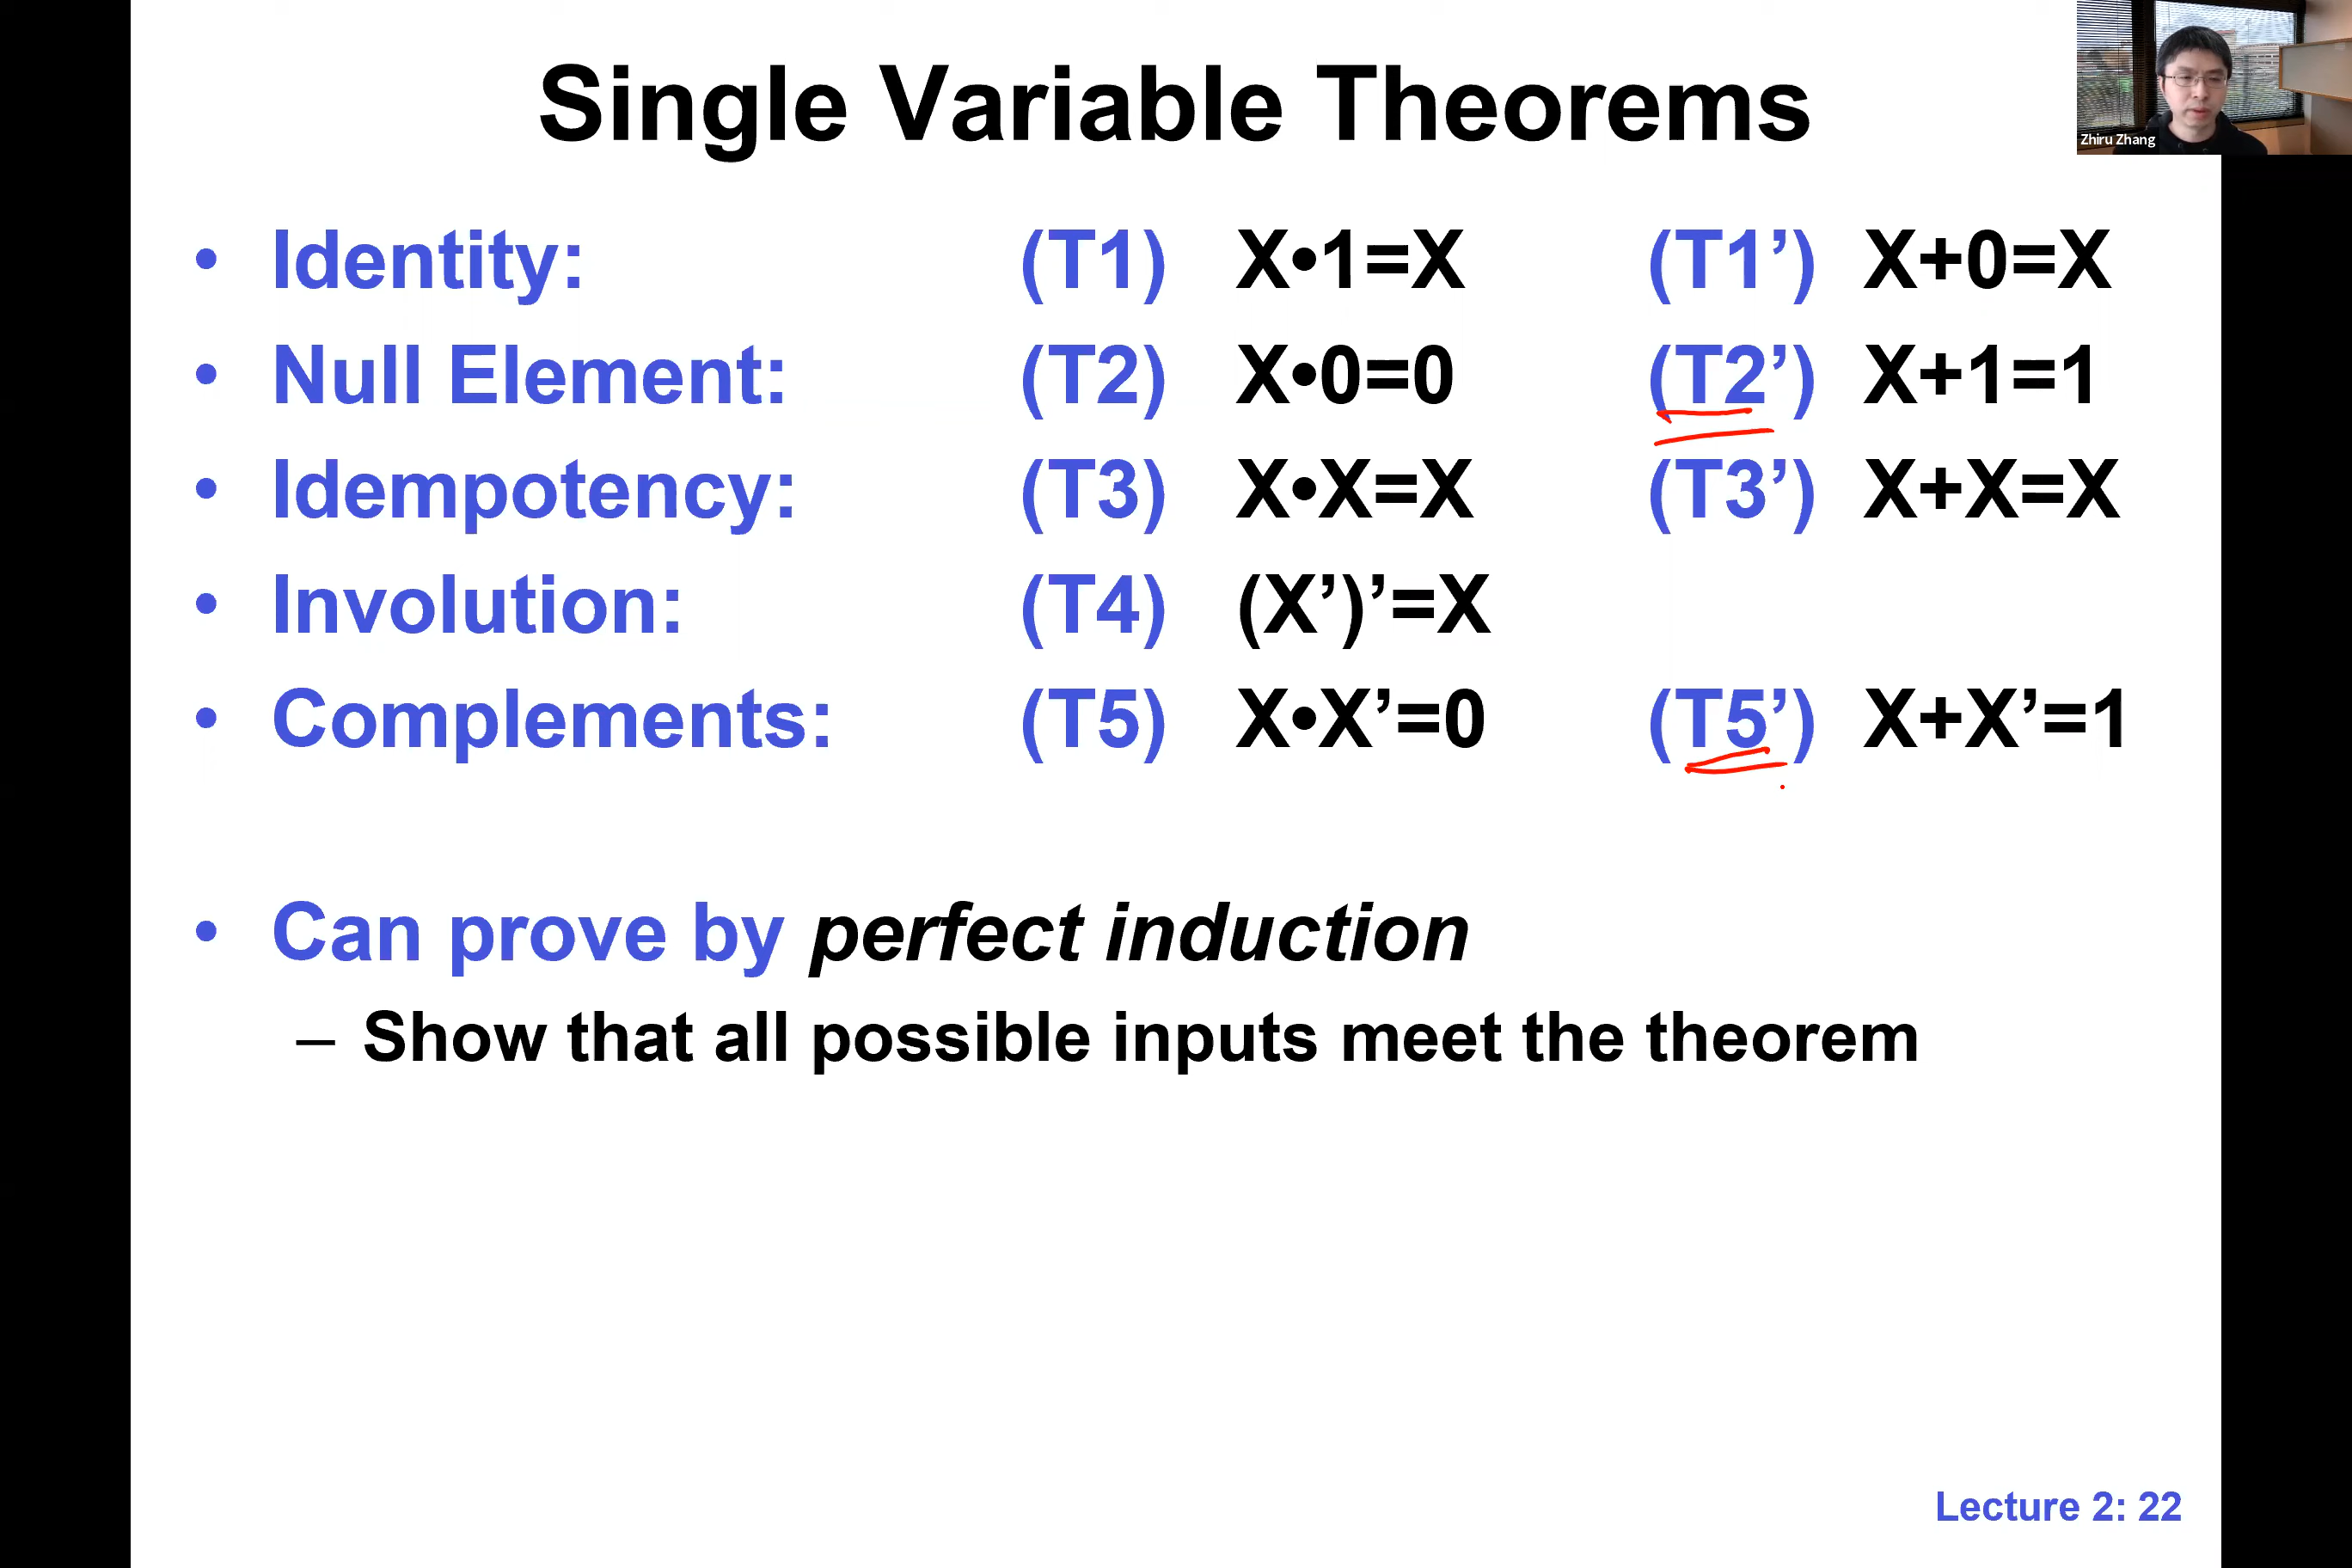 Single Variable Theorems
Zhiru Zhang
• Identity: (T1) X•1=X (T1’) X+0=X
• Null Element: (T2) X•0=0 (T2’) X+1=1
• Idempotency: (T3) X•X=X (T3’) X+X=X
• Involution: (T4) (X’)’=X
• Complements: (T5) X•X’=0 (T5’) X+X’=1
• Can prove by perfect induction
– Show that all possible inputs meet the theorem
Lecture 2: 22